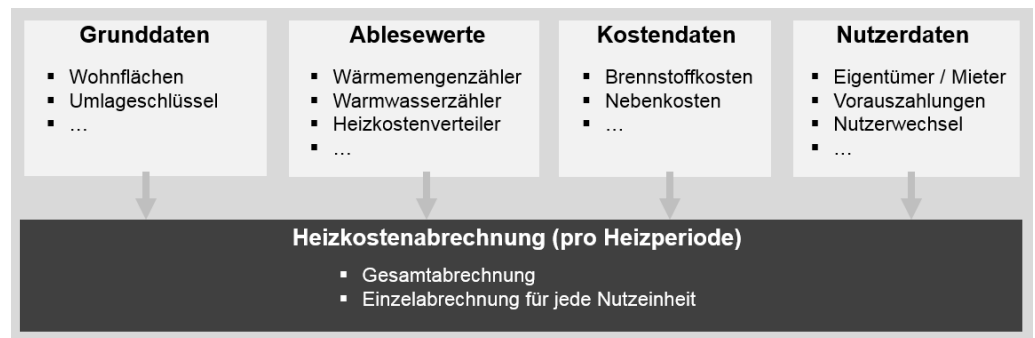 Grunddaten
▪ Wohnflächen
▪ Umlageschlüssel
▪ …
Ablesewerte
▪ Wärmemengenzähler
▪ Warmwasserzähler
▪ Heizkostenverteiler
▪ …
Kostendaten
▪ Brennstoffkosten
▪ Nebenkosten
▪ …
Nutzerdaten
▪ Eigentümer / Mieter
▪ Vorauszahlungen
▪ Nutzerwechsel
▪ …
Heizkostenabrechnung (pro Heizperiode)
▪ Gesamtabrechnung
▪ Einzelabrechnung für jede Nutzeinheit